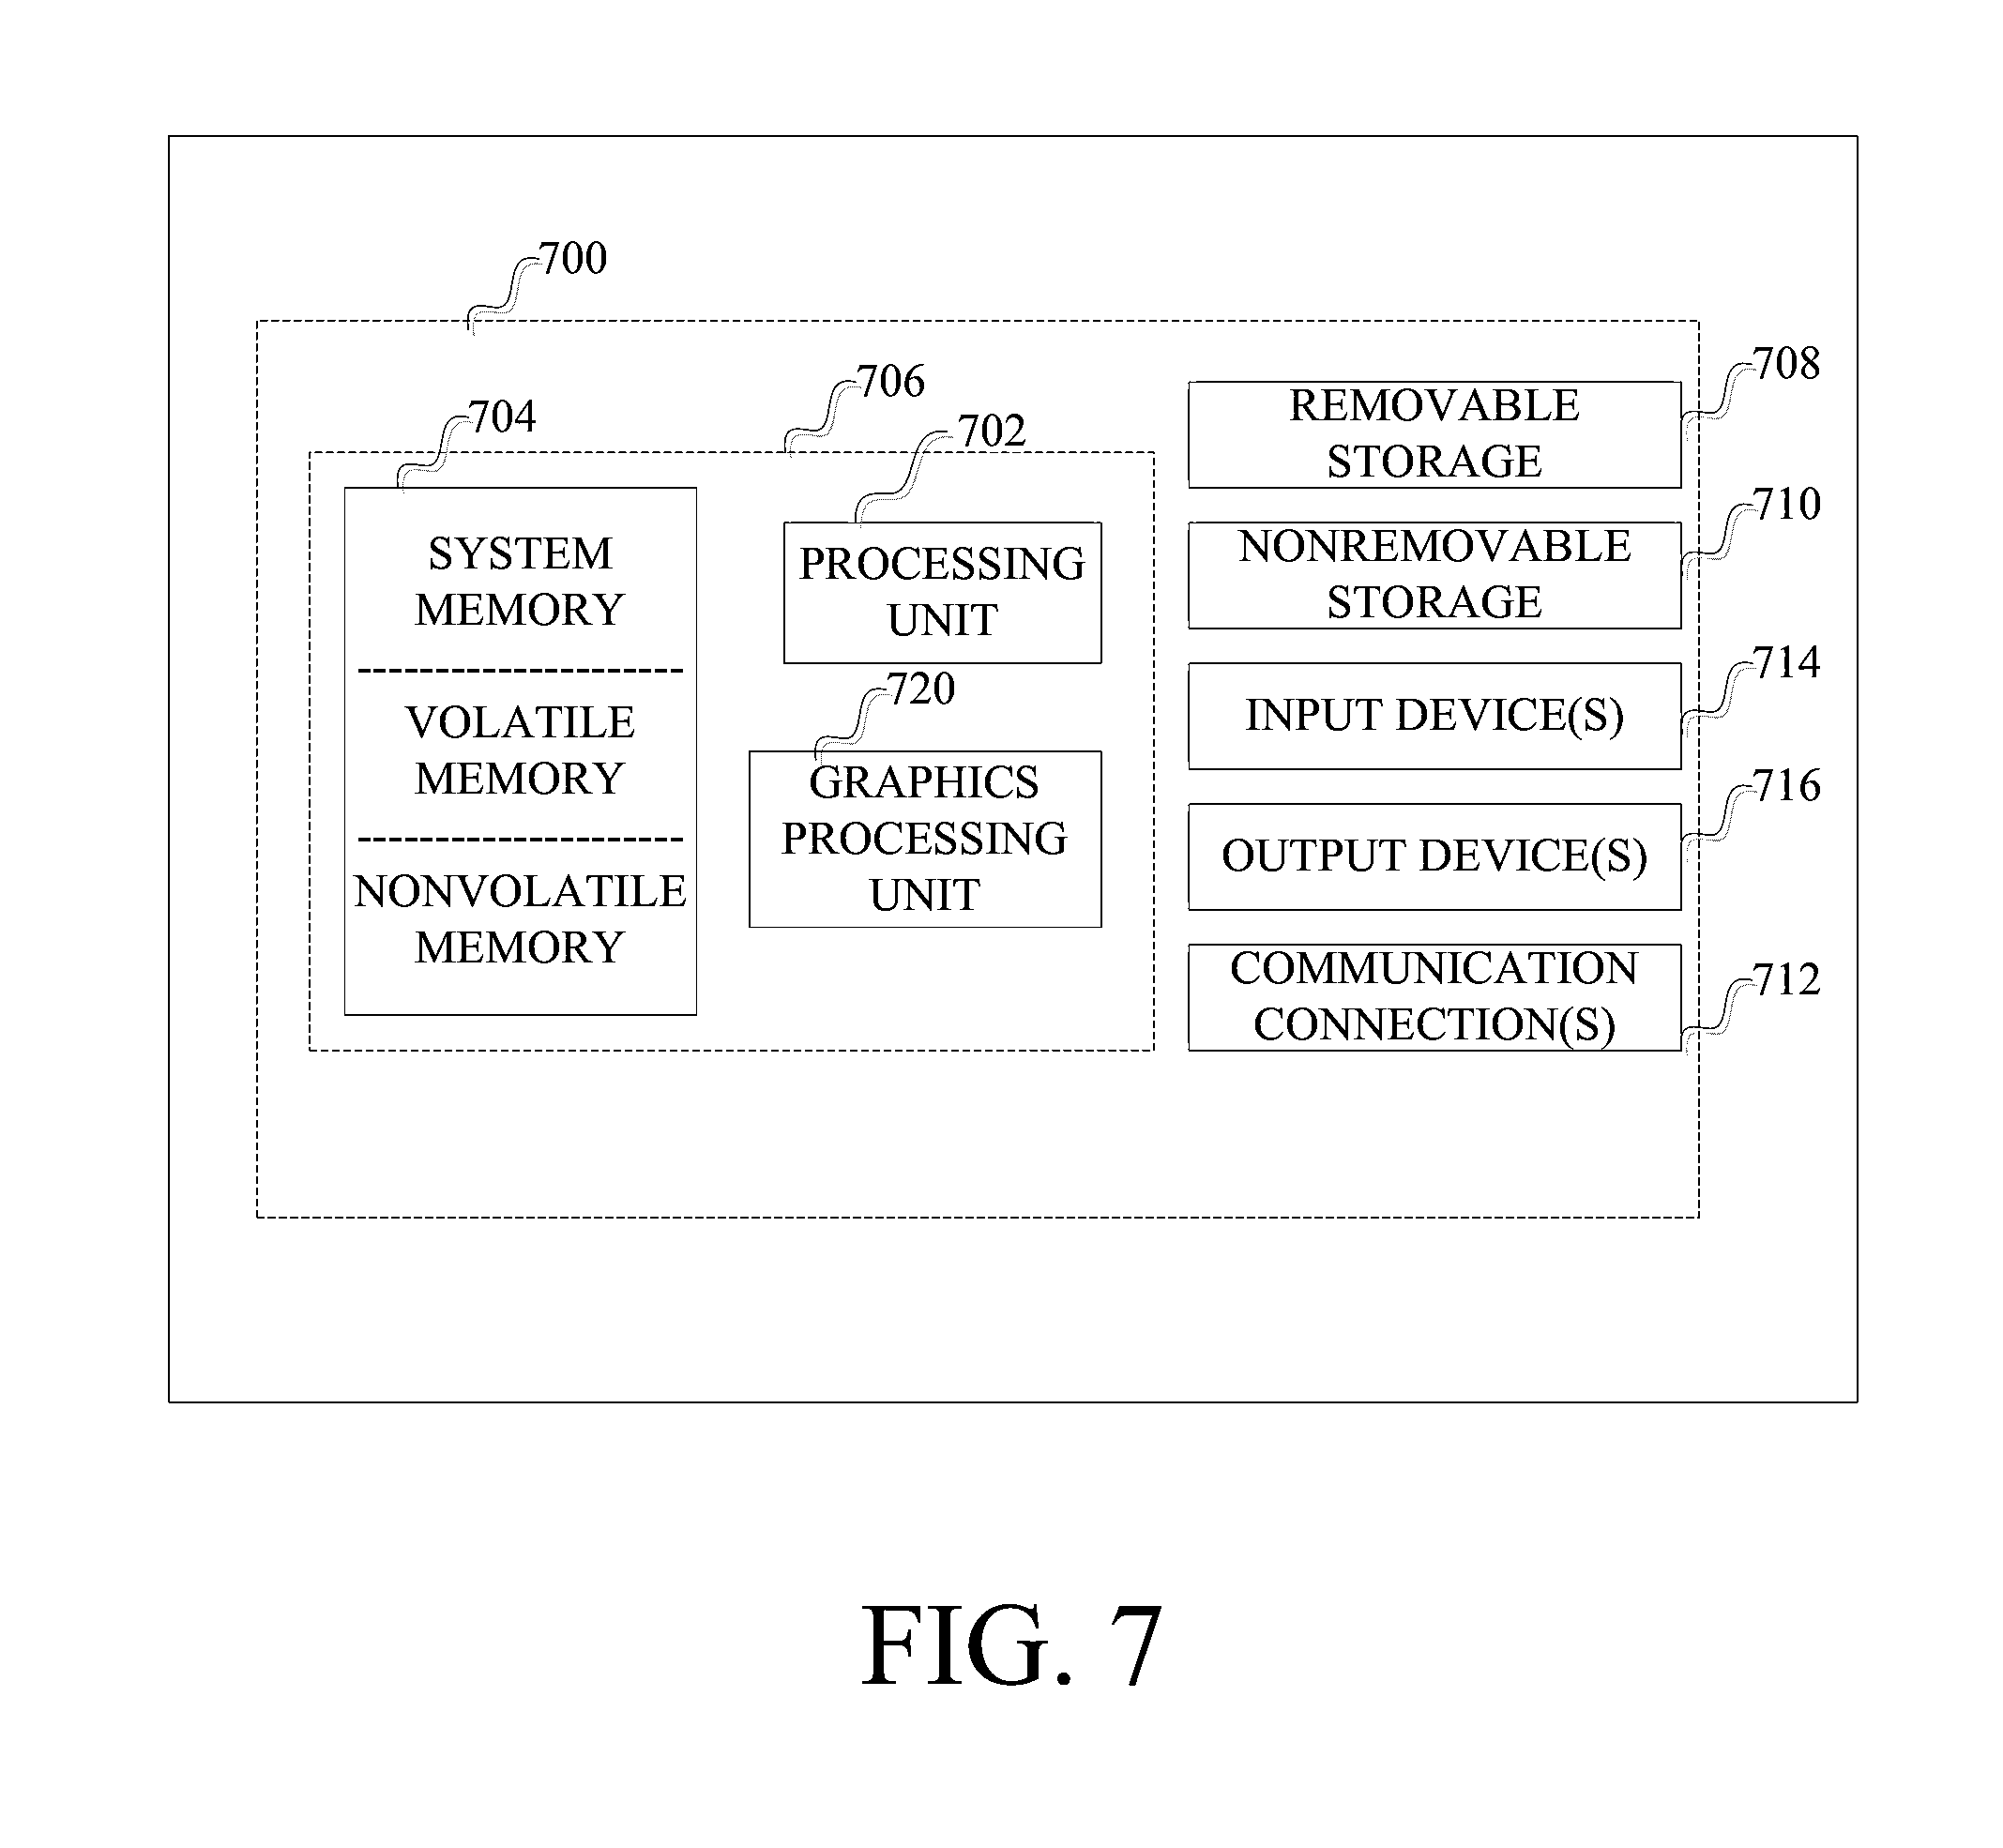 700
706
704
702
SYSTEM
MEMORY
VOLATILE
MEMORY
NONVOLATILE
MEMORY
PROCESSING
UNIT
720
GRAPHICS
PROCESSING
UNIT
708
REMOVABLE
STORAGE
710
NONREMOVABLE
STORAGE
714
INPUT DEVICE(S)
716
OUTPUT DEVICE(S)
712
COMMUNICATION
CONNECTION(S)
FIG. 7